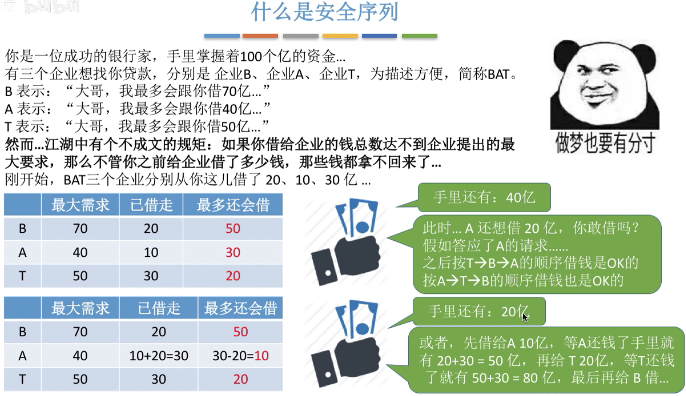 什么是安全序列
你是一位成功的银行家，手里掌握着100个亿的资金...
有三个企业想找你贷款，分别是 企业B、企业A、企业T，为描述方便，简称BAT。
B 表示：“大哥，我最多会跟你借70亿...”
A 表示：“大哥，我最多会跟你借40亿...”
T 表示：“大哥，我最多会跟你借50亿...”
然而...江湖中有个不成文的规矩：如果你借给企业的钱总数达不到企业提出的最
大要求，那么不管你之前给企业借了多少钱，那些钱都拿不回来了...
刚开始，BAT三个企业分别从你这儿借了 20、10、30 亿 ...
做梦也要有分寸
最大需求 已借走 最多还会借
B 70 20 50
A 40 10 30
T 50 30 20
手里还有：40亿
此时... A 还想借 20 亿，你敢借吗？
假如答应了A的请求......
之后按T→B→A的顺序借钱是OK的
按A→T→B的顺序借钱也是OK的
最大需求 已借走 最多还会借
B 70 20 50
A 40 10+20=30 30-20=10
T 50 30 20
手里还有：20亿
或者，先借给A 10亿，等A还钱了手里就
有 20+30 = 50 亿，再给 T 20亿，等T还钱
了就有 50+30 = 80 亿，最后再给 B 借...